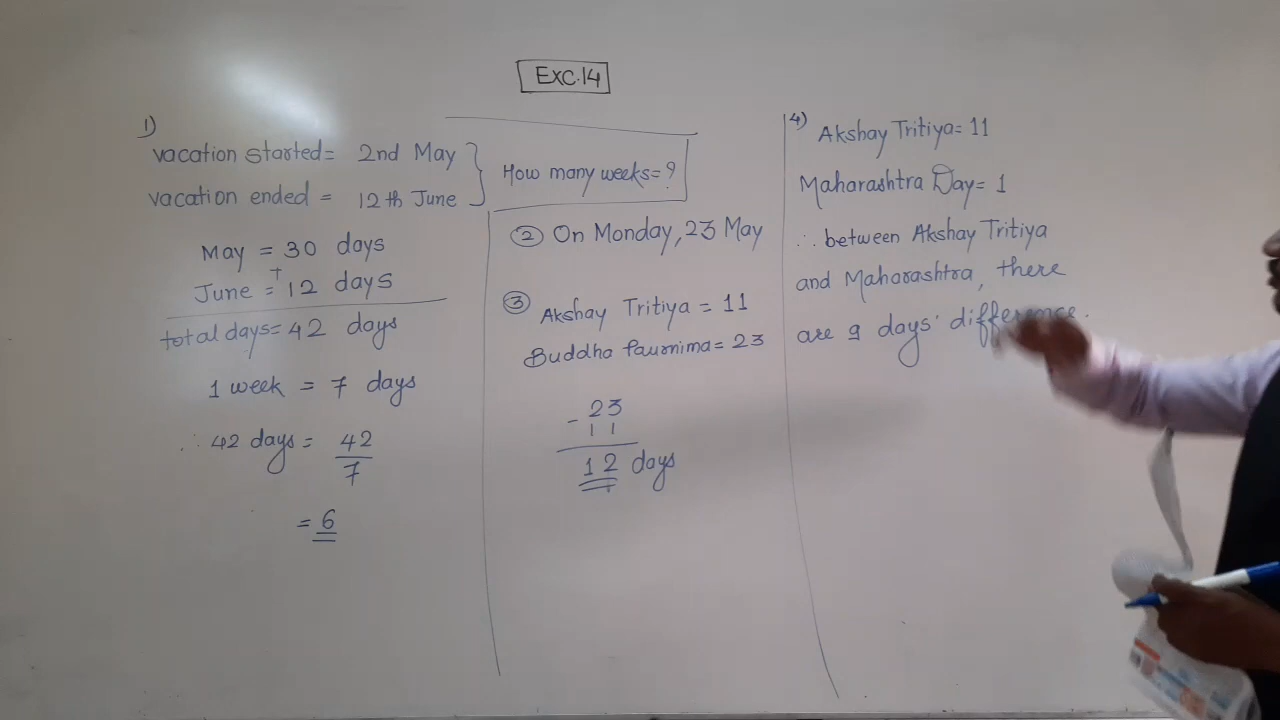 EXC.14
1)
vacation started = 2nd May
vacation ended = 12th June
How many weeks = ?
May = 30 days
+
June = 12 days
total days = 42 days
1 week = 7 days
∴ 42 days = 42
7
= 6
② On Monday, 23 May
③
Akshay Tritiya = 11
Buddha Paurnima = 23
23
- 11
12 days
4) Akshay Tritiya = 11
Maharashtra Day = 1
∴ between Akshay Tritiya
and Maharashtra, there
are 9 days' difference.